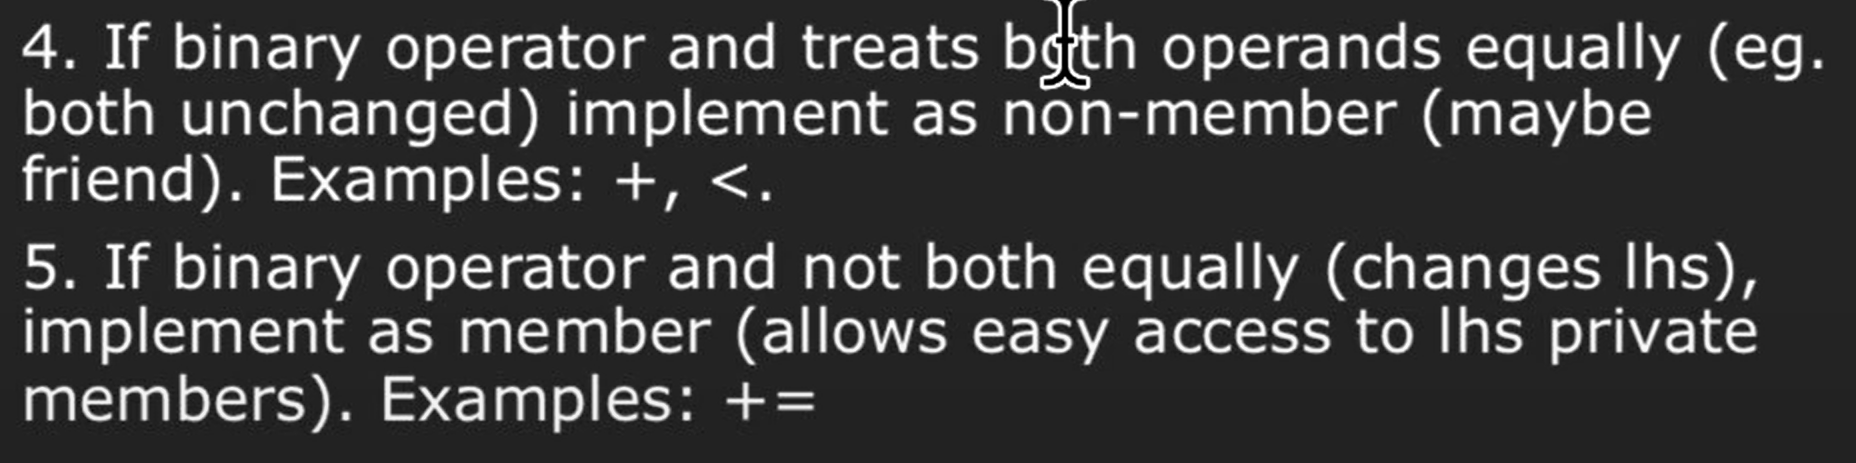 4. If binary operator and treats both operands equally (eg.
both unchanged) implement as non-member (maybe
friend). Examples: +, <.
5. If binary operator and not both equally (changes lhs),
implement as member (allows easy access to lhs private
members). Examples: +=